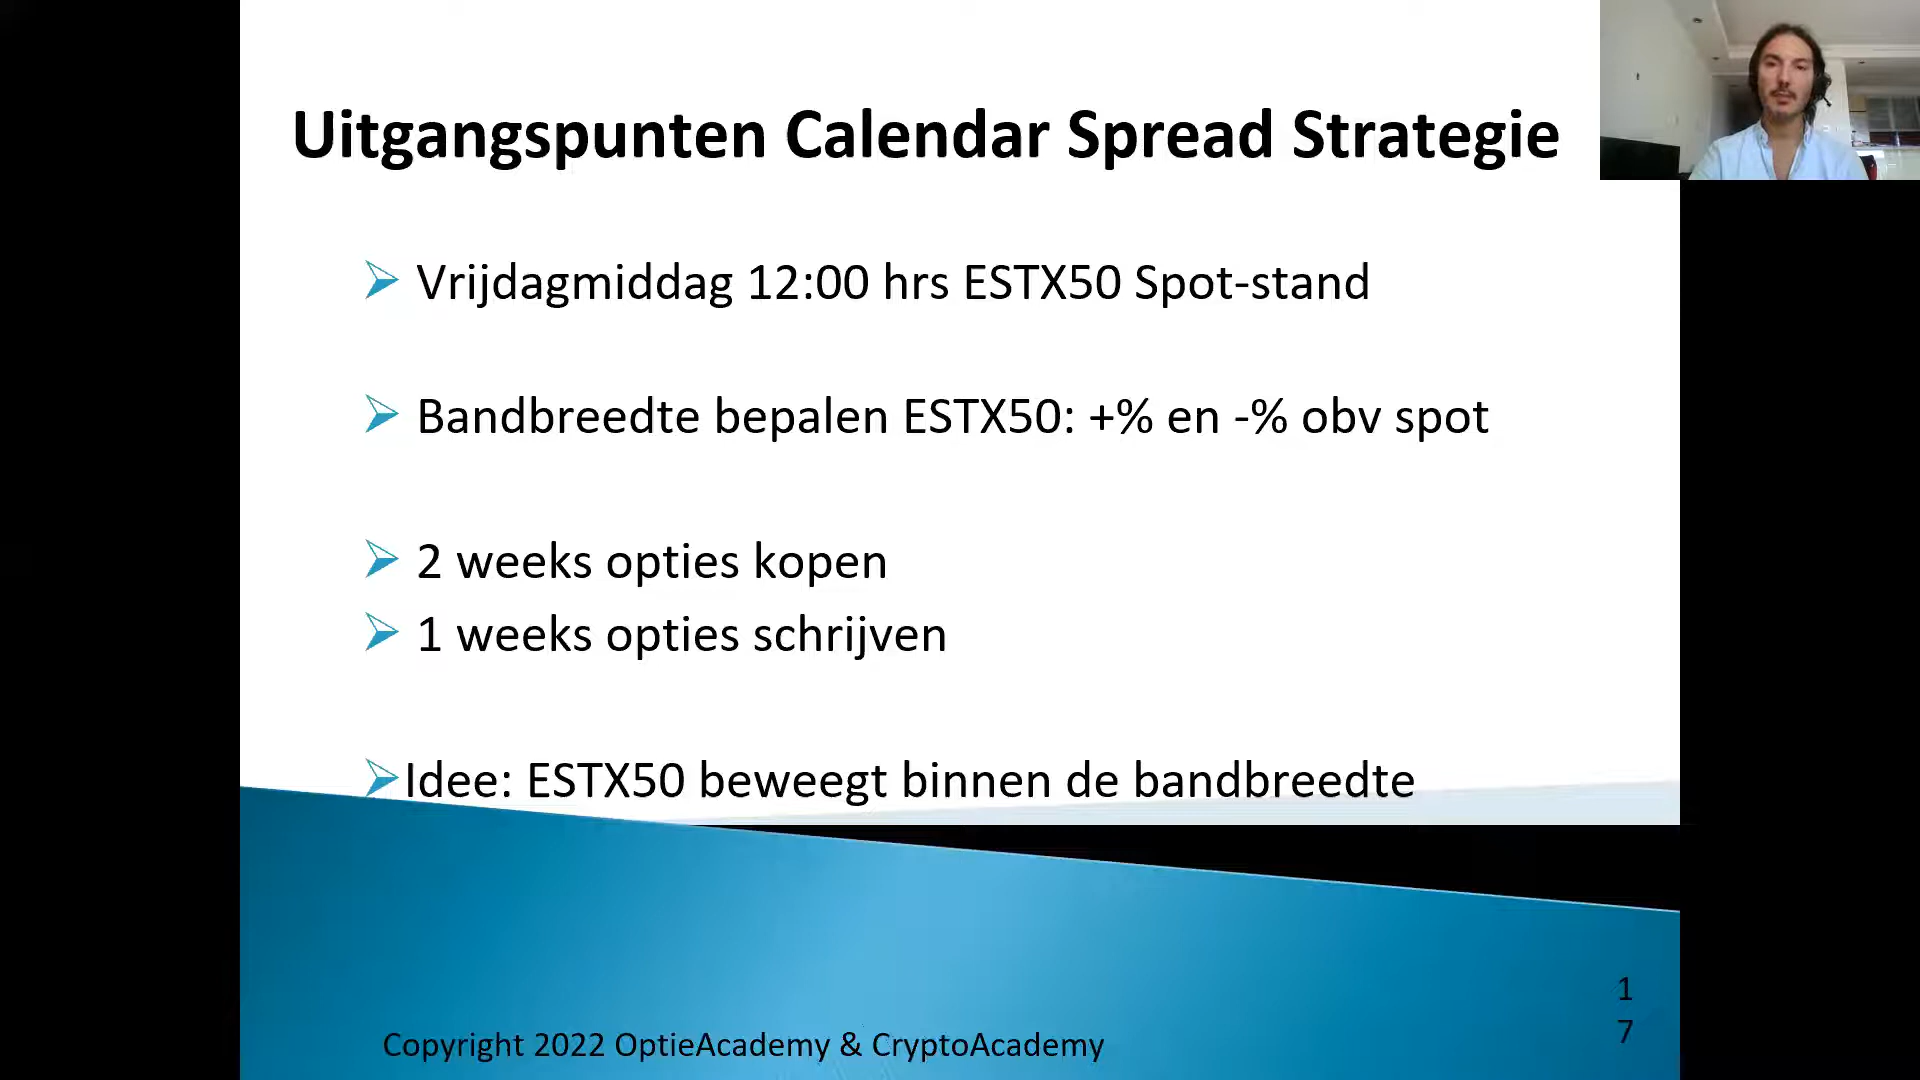 Uitgangspunten Calendar Spread Strategie
Vrijdagmiddag 12:00 hrs ESTX50 Spot-stand
Bandbreedte bepalen ESTX50: +% en -% obv spot
2 weeks opties kopen
1 weeks opties schrijven
Idee: ESTX50 beweegt binnen de bandbreedte
1
7
Copyright 2022 OptieAcademy & CryptoAcademy